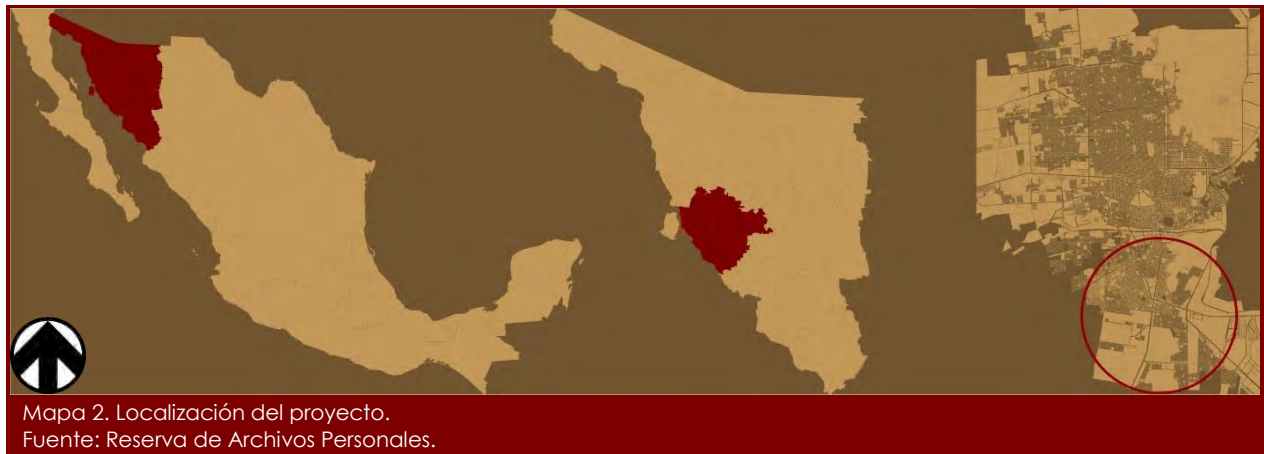 Mapa 2. Localización del proyecto.
Fuente: Reserva de Archivos Personales.